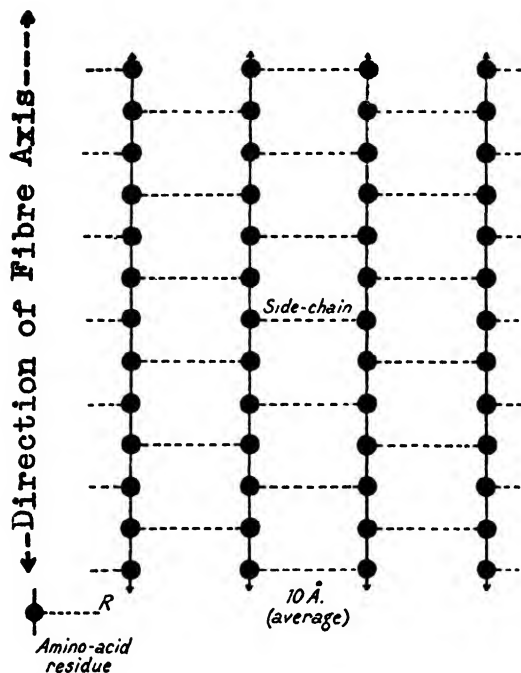 Direction of Fibre Axis
Side-chain
10 Å.
(average)
R
Amino-acid
residue